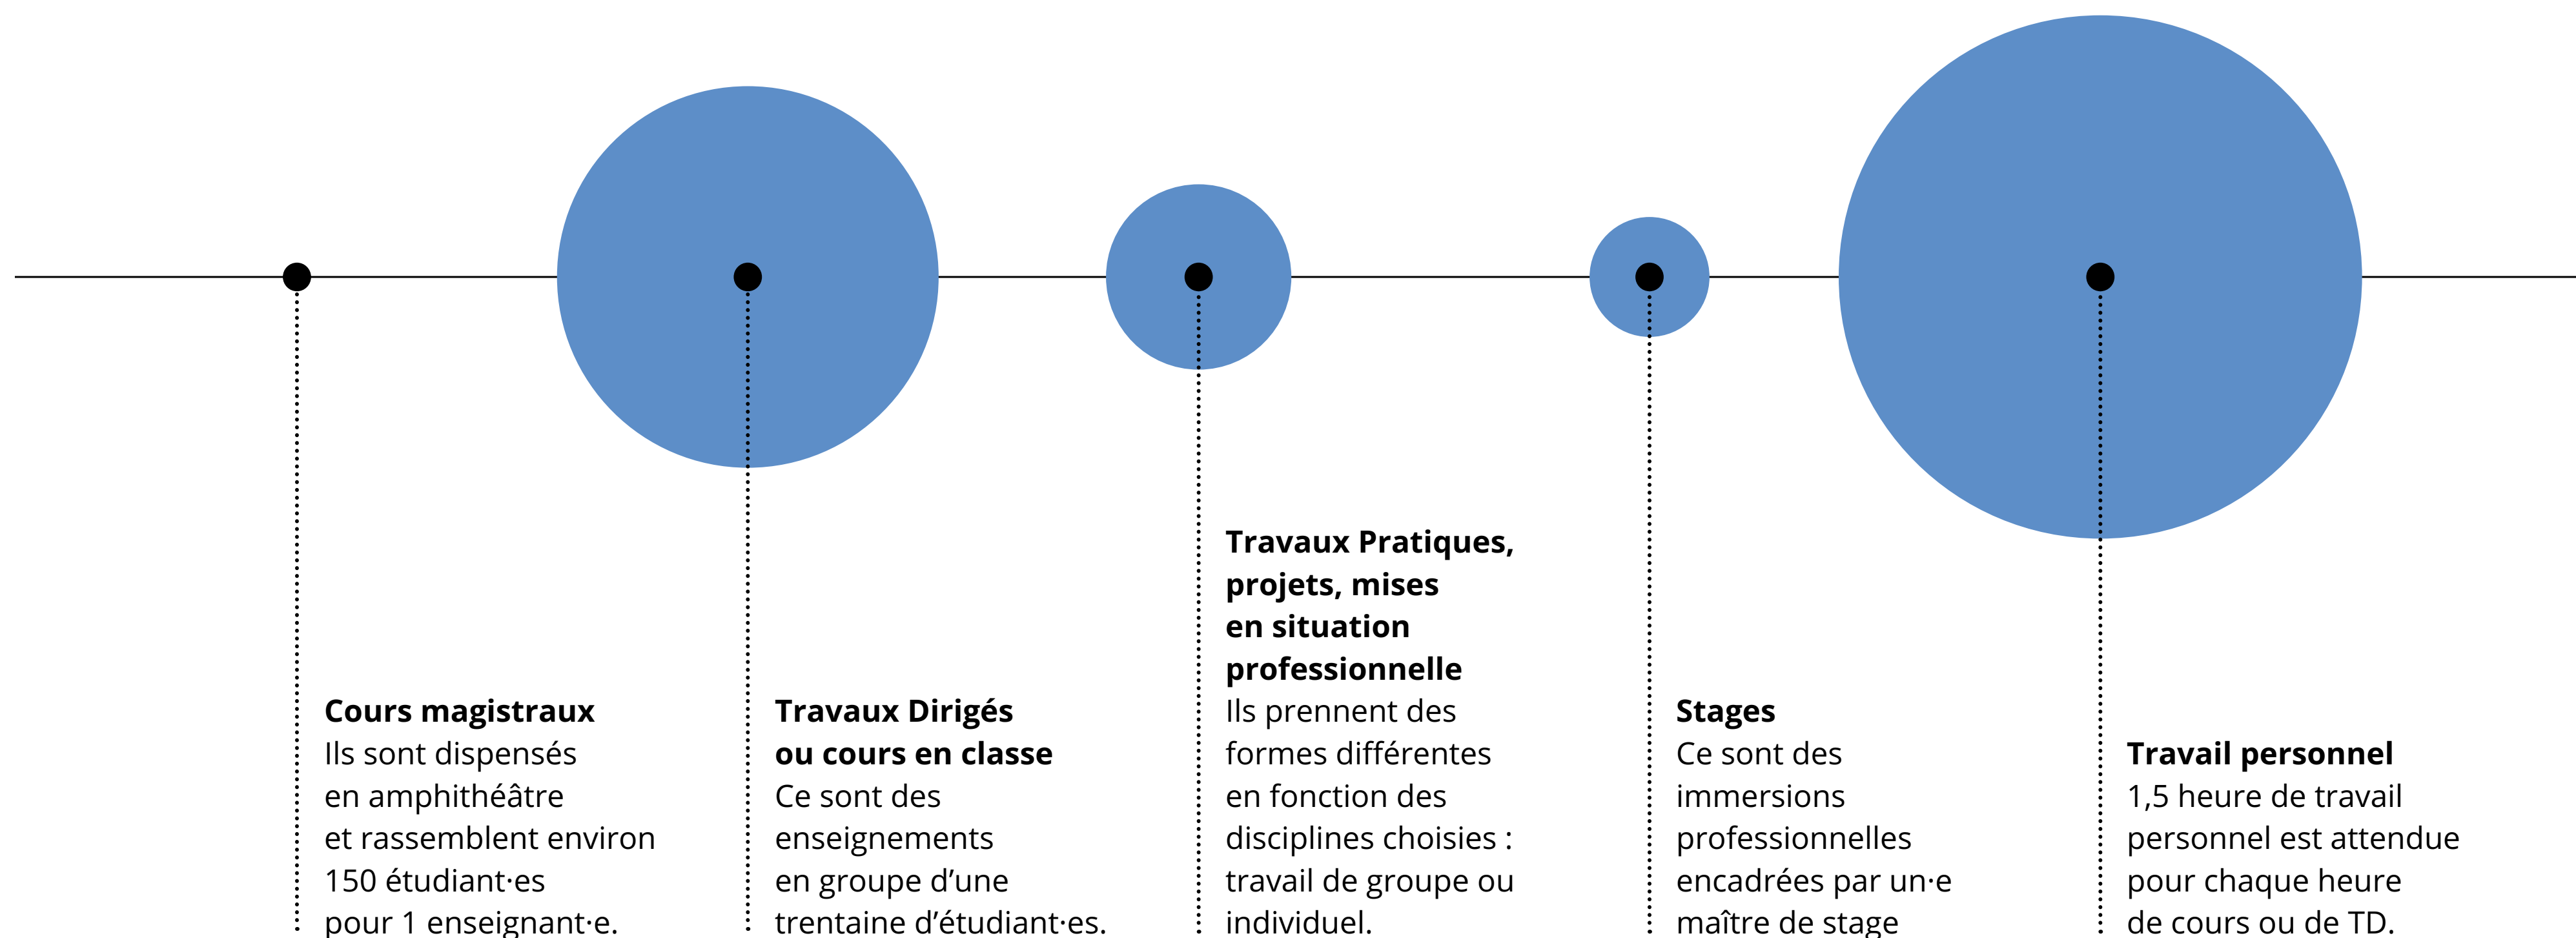 Cours magistraux
Ils sont dispensés
en amphithéâtre
et rassemblent environ
150 étudiant·es
pour 1 enseignant·e.
Travaux Dirigés
ou cours en classe
Ce sont des
enseignements
en groupe d’une
trentaine d’étudiant·es.
Travaux Pratiques,
projets, mises
en situation
professionnelle
Ils prennent des
formes différentes
en fonction des
disciplines choisies :
travail de groupe ou
individuel.
Stages
Ce sont des
immersions
professionnelles
encadrées par un·e
maître de stage
Travail personnel
1,5 heure de travail
personnel est attendue
pour chaque heure
de cours ou de TD.